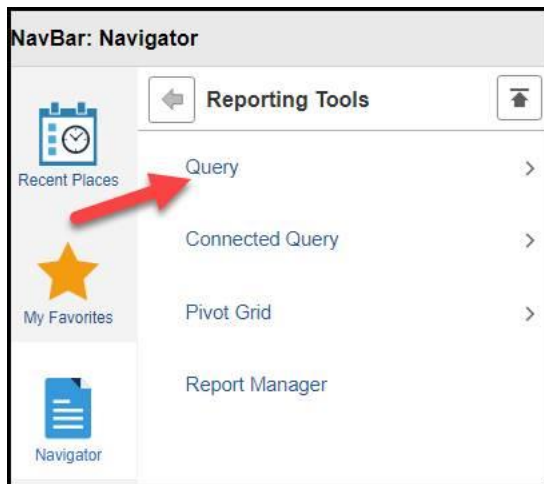 NavBar: Navigator
Reporting Tools
Recent Places
Query
Connected Query
My Favorites
Pivot Grid
Report Manager
Navigator